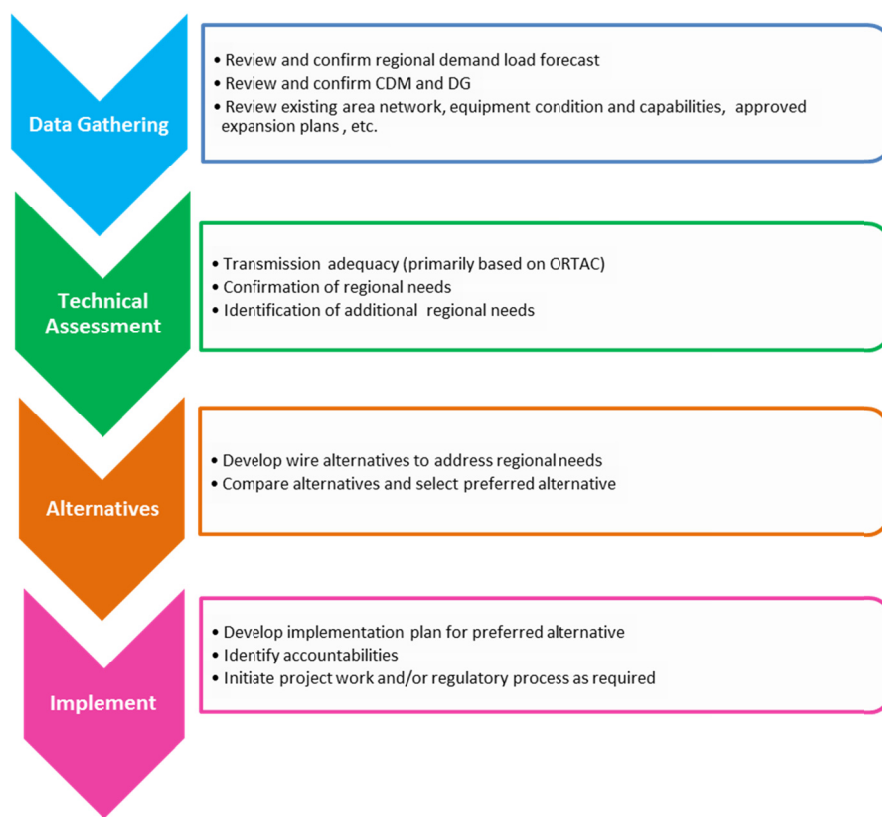 Data Gathering
• Review and confirm regional demand load forecast
• Review and confirm CDM and DG
• Review existing area network, equipment condition and capabilities, approved
expansion plans , etc.
Technical
Assessment
• Transmission adequacy (primarily based on ORTAC)
• Confirmation of regional needs
• Identification of additional regional needs
Alternatives
• Develop wire alternatives to address regional needs
• Compare alternatives and select preferred alternative
Implement
• Develop implementation plan for preferred alternative
• Identify accountabilities
• Initiate project work and/or regulatory process as required